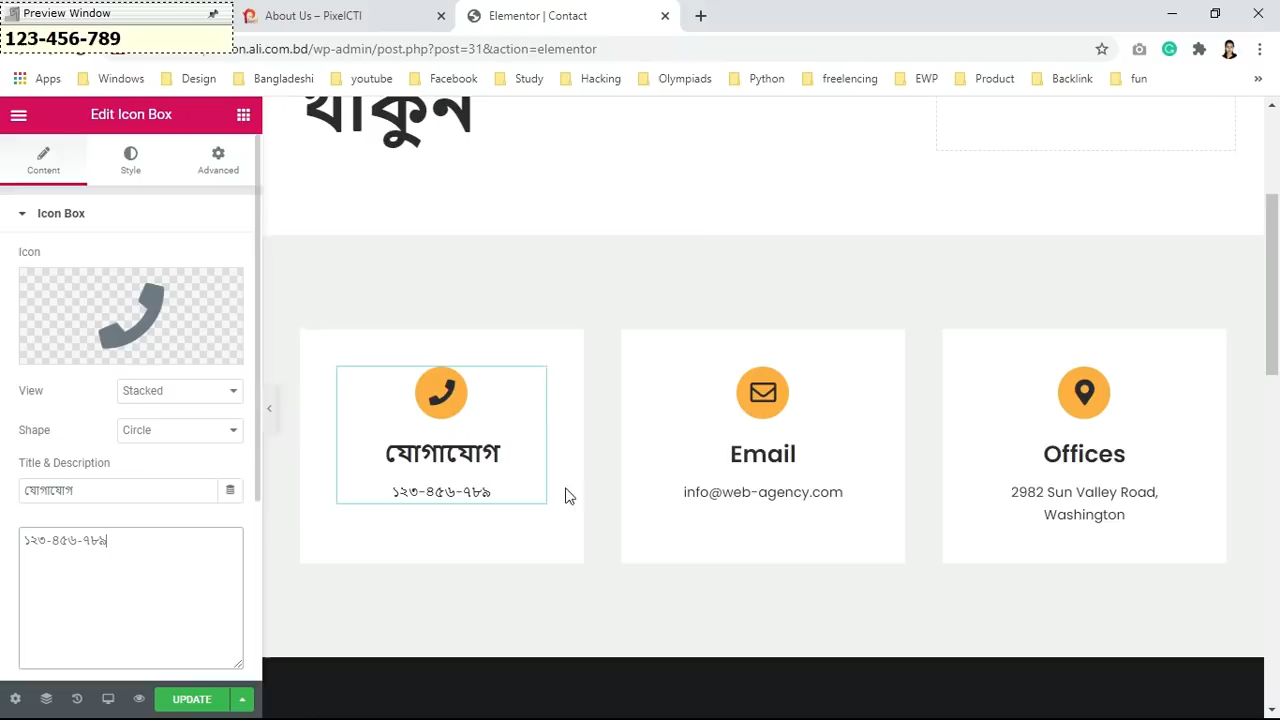 Preview Window
123-456-789
About Us – PixelCTI
Elementor | Contact
on.ali.com.bd/wp-admin/post.php?post=31&action=elementor
Apps
Windows
Design
Bangladeshi
youtube
Facebook
Study
Hacking
Olympiads
Python
freelancing
EWP
Product
Backlink
fun
»
Edit Icon Box
Content
Style
Advanced
Icon Box
Icon
View
Stacked
Shape
Circle
Title & Description
যোগাযোগ
১২৩-৪৫৬-৭৮৯
UPDATE
থাকুন
যোগাযোগ
১২৩-৪৫৬-৭৮৯
Email
info@web-agency.com
Offices
2982 Sun Valley Road,
Washington